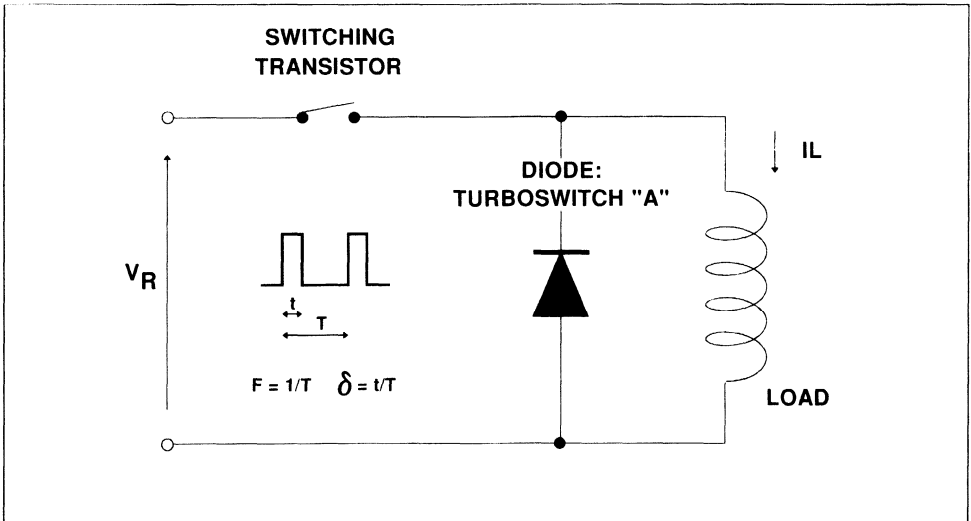 SWITCHING
TRANSISTOR
IL
DIODE:
TURBOSWITCH "A"
VR
t
T
F = 1/T δ = t/T
LOAD